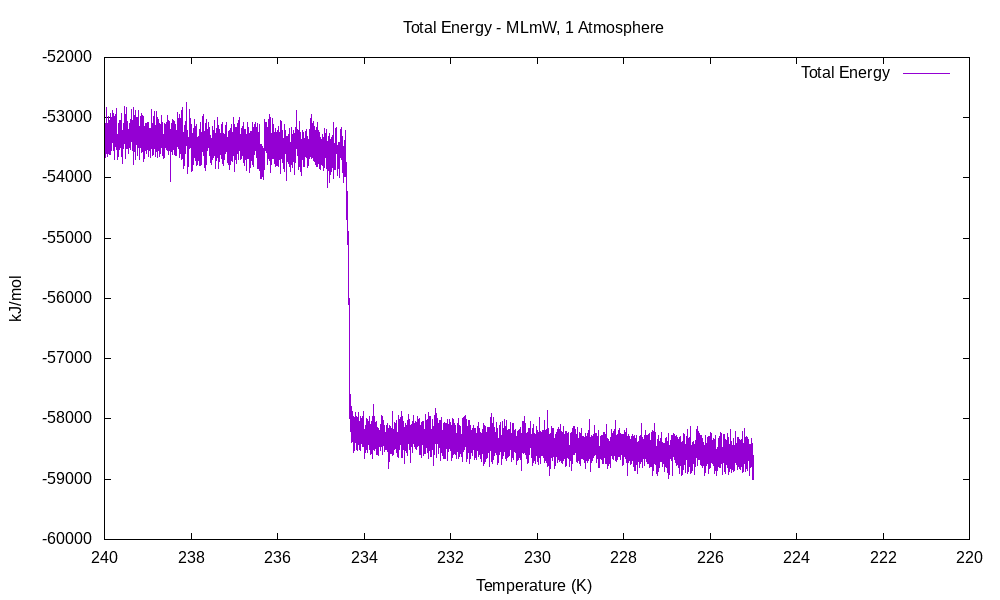 Total Energy - MLmW, 1 Atmosphere
Total Energy
-52000
-53000
-54000
-55000
-56000
-57000
-58000
-59000
-60000
kJ/mol
240 238 236 234 232 230 228 226 224 222 220
Temperature (K)